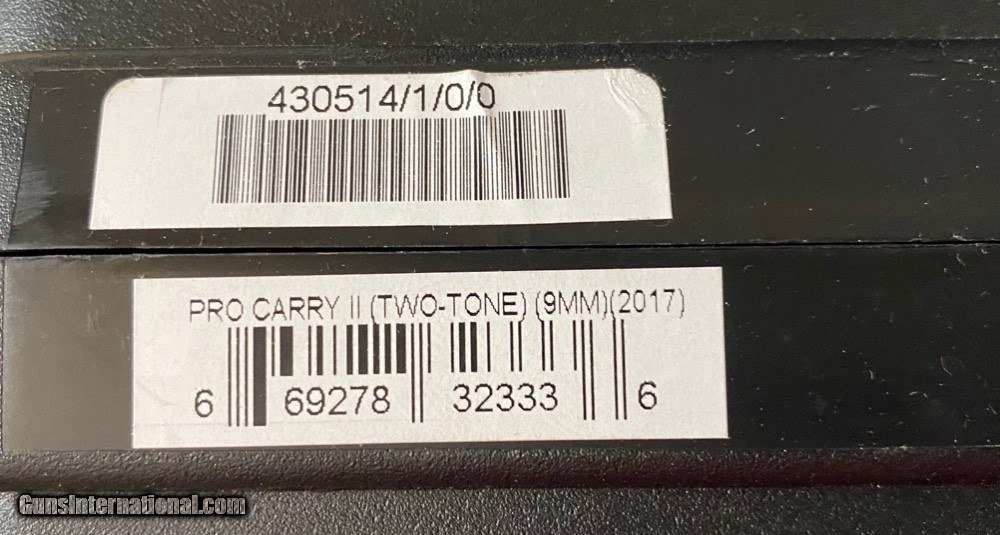 430514/1/0/0
PRO CARRY II (TWO-TONE) (9MM)(2017)
6 69278 32333 6
GunsInternational.com